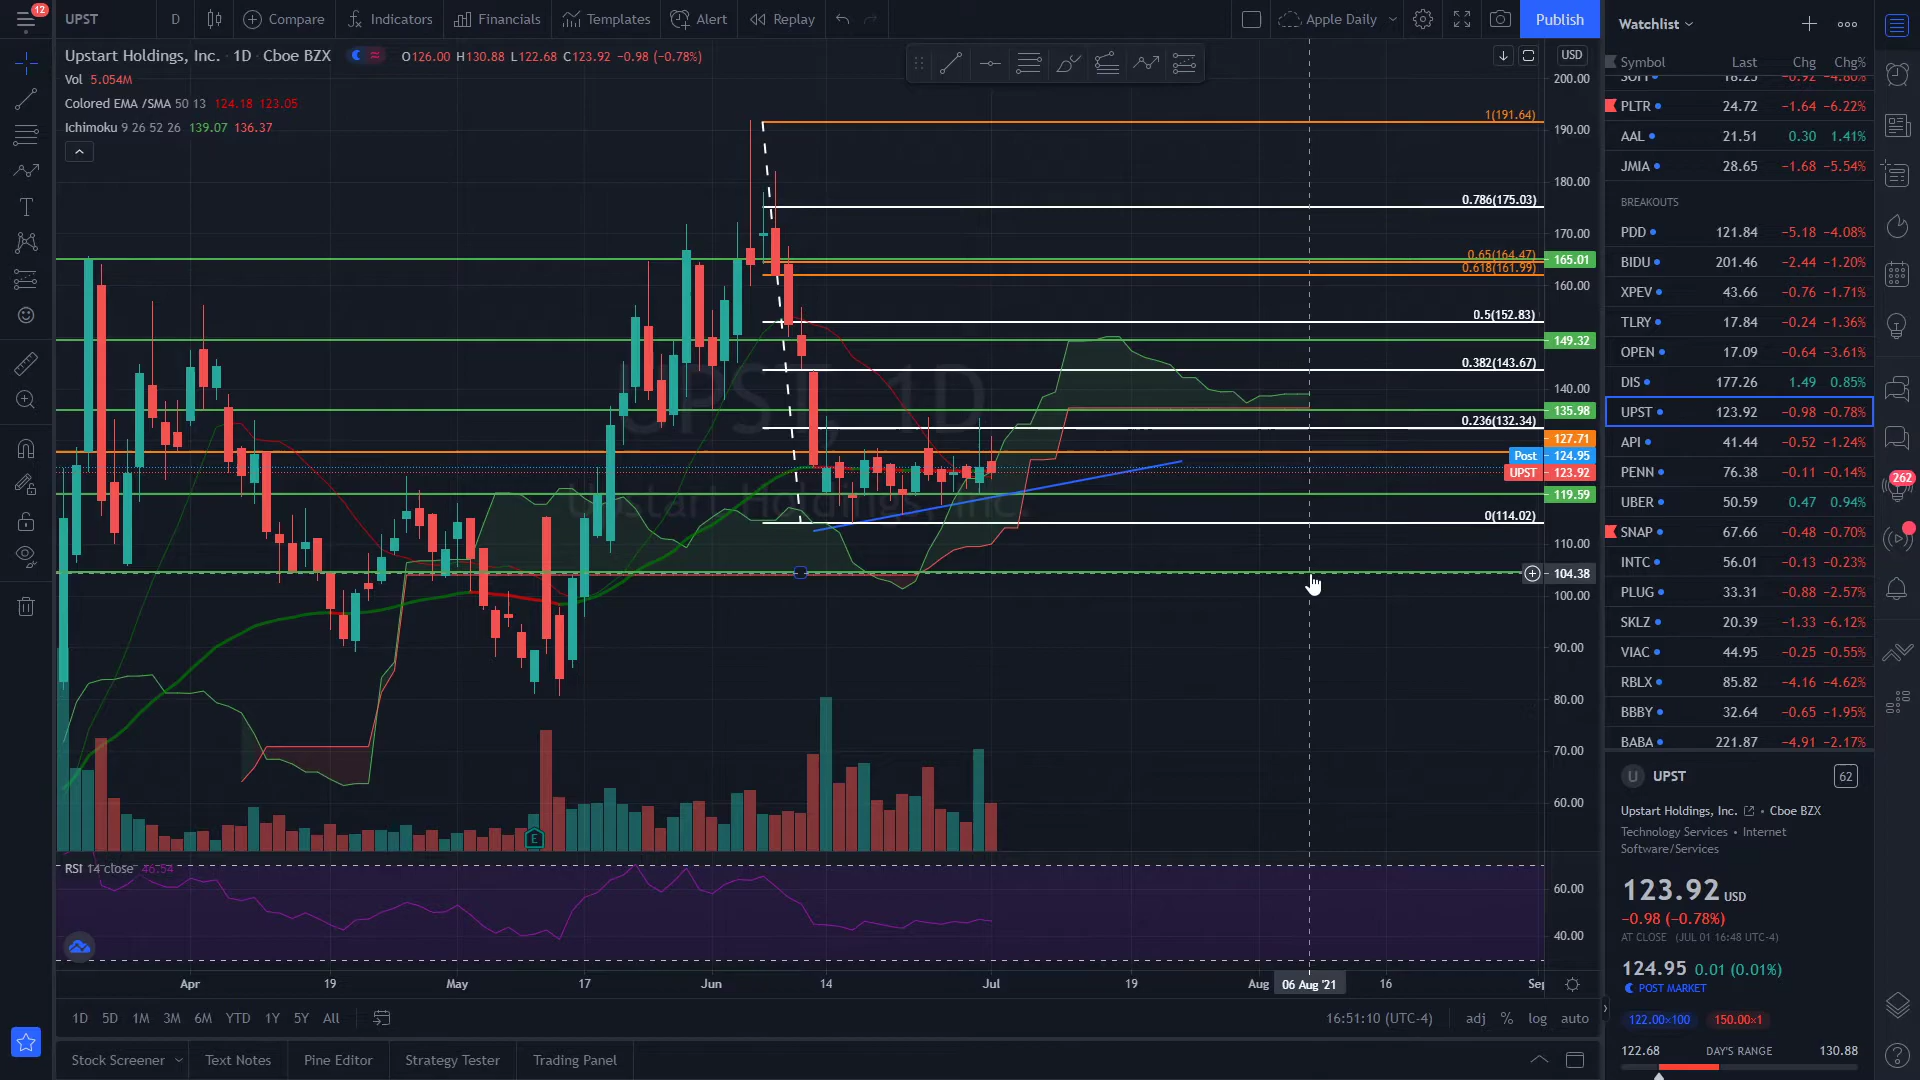 12
UPST
D
Compare
Indicators
Financials
Templates
Alert
Replay
Apple Daily
Publish
Watchlist
Upstart Holdings, Inc. · 1D · Cboe BZX
O126.00 H130.88 L122.68 C123.92 −0.98 (−0.78%)
Vol 5.054M
Colored EMA /SMA 50 13 124.18 123.05
Ichimoku 9 26 52 26 139.07 136.37
USD
200.00
190.00
180.00
170.00
165.01
160.00
149.32
140.00
135.98
127.71
Post 124.95
UPST 123.92
119.59
110.00
104.38
100.00
90.00
80.00
70.00
60.00
1(191.64)
0.786(175.03)
0.65(164.47)
0.618(161.99)
0.5(152.83)
0.382(143.67)
0.236(132.34)
0(114.02)
UPST, 1D
Upstart Holdings, Inc.
E
RSI 14 close 46.54
60.00
40.00
Apr
19
May
17
Jun
14
Jul
19
Aug
06 Aug '21
16
1D 5D 1M 3M 6M YTD 1Y 5Y All
16:51:10 (UTC-4)
adj % log auto
Stock Screener
Text Notes
Pine Editor
Strategy Tester
Trading Panel
Symbol Last Chg Chg%
PLTR 24.72 −1.64 −6.22%
AAL 21.51 0.30 1.41%
JMIA 28.65 −1.68 −5.54%
BREAKOUTS
PDD 121.84 −5.18 −4.08%
BIDU 201.46 −2.44 −1.20%
XPEV 43.66 −0.76 −1.71%
TLRY 17.84 −0.24 −1.36%
OPEN 17.09 −0.64 −3.61%
DIS 177.26 1.49 0.85%
UPST 123.92 −0.98 −0.78%
API 41.44 −0.52 −1.24%
PENN 76.38 −0.11 −0.14%
UBER 50.59 0.47 0.94%
SNAP 67.66 −0.48 −0.70%
INTC 56.01 −0.13 −0.23%
PLUG 33.31 −0.88 −2.57%
SKLZ 20.39 −1.33 −6.12%
VIAC 44.95 −0.25 −0.55%
RBLX 85.82 −4.16 −4.62%
BBBY 32.64 −0.65 −1.95%
BABA 221.87 −4.91 −2.17%
U UPST 62
Upstart Holdings, Inc. • Cboe BZX
Technology Services • Internet
Software/Services
123.92 USD
−0.98 (−0.78%)
AT CLOSE (JUL 01 16:48 UTC-4)
124.95 0.01 (0.01%)
POST MARKET
122.00×100 150.00×1
122.68 DAY'S RANGE 130.88
262